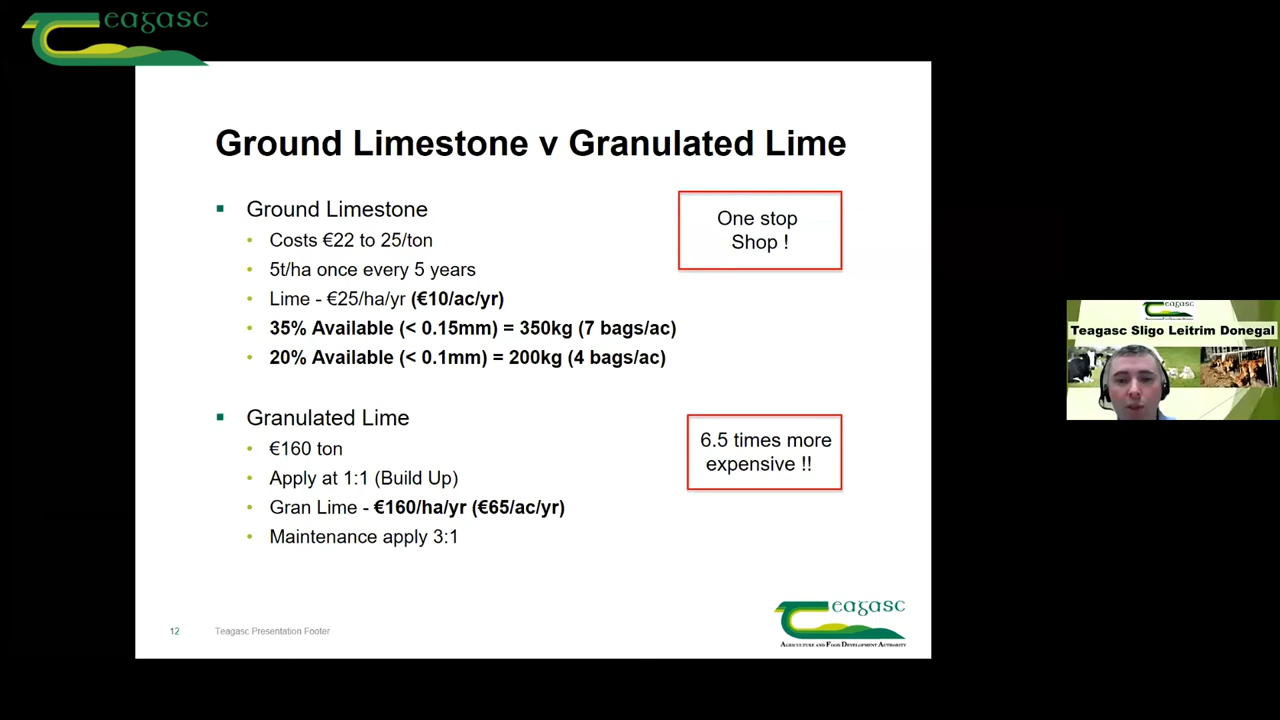 eagasc
Ground Limestone v Granulated Lime
Ground Limestone
Costs €22 to 25/ton
5t/ha once every 5 years
Lime - €25/ha/yr (€10/ac/yr)
35% Available (< 0.15mm) = 350kg (7 bags/ac)
20% Available (< 0.1mm) = 200kg (4 bags/ac)
One stop
Shop !
Granulated Lime
€160 ton
Apply at 1:1 (Build Up)
Gran Lime - €160/ha/yr (€65/ac/yr)
Maintenance apply 3:1
6.5 times more
expensive !!
12
Teagasc Presentation Footer
eagasc
Agriculture and Food Development Authority
eagasc
Teagasc Sligo Leitrim Donegal